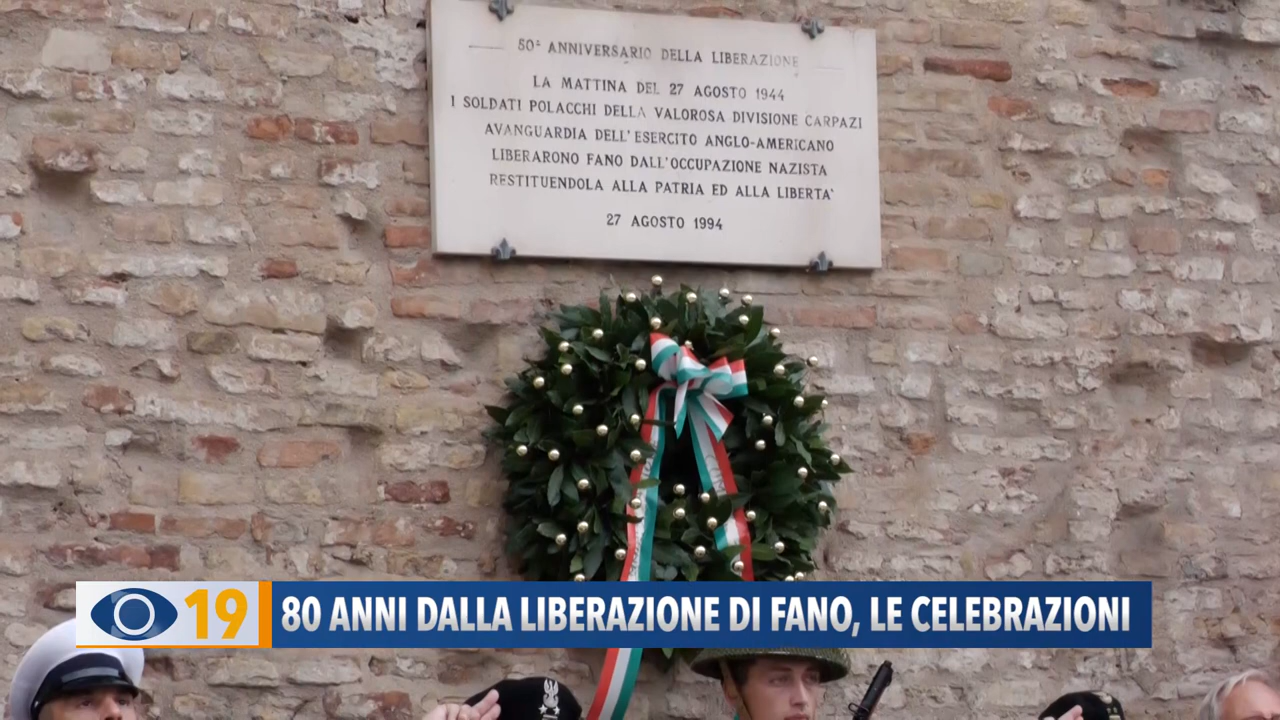 50° ANNIVERSARIO DELLA LIBERAZIONE
LA MATTINA DEL 27 AGOSTO 1944
I SOLDATI POLACCHI DELLA VALOROSA DIVISIONE CARPAZI
AVANGUARDIA DELL'ESERCITO ANGLO-AMERICANO
LIBERARONO FANO DALL'OCCUPAZIONE NAZISTA
RESTITUENDOLA ALLA PATRIA ED ALLA LIBERTA'
27 AGOSTO 1994
19 80 ANNI DALLA LIBERAZIONE DI FANO, LE CELEBRAZIONI